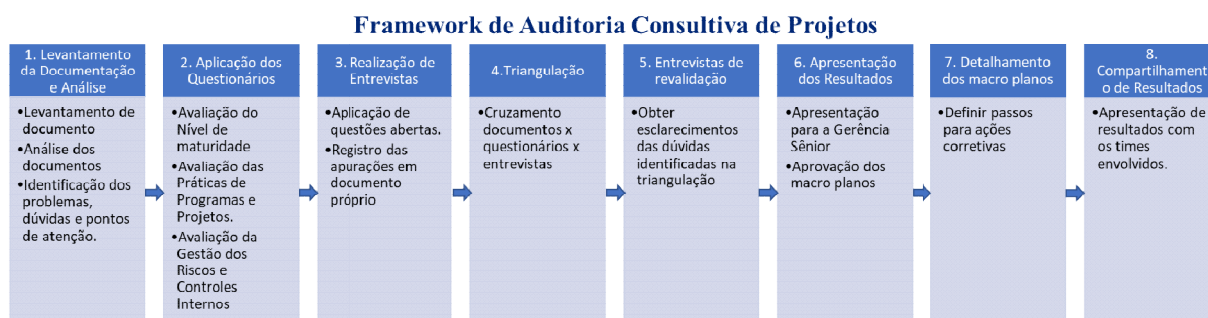 Framework de Auditoria Consultiva de Projetos
1. Levantamento
da Documentação
e Análise
•Levantamento de
documento
•Análise dos
documentos
•Identificação dos
problemas,
dúvidas e pontos
de atenção.
2. Aplicação dos
Questionários
•Avaliação do
Nível de
maturidade
•Avaliação das
Práticas de
Programas e
Projetos.
•Avaliação da
Gestão dos
Riscos e
Controles
Internos
3. Realização de
Entrevistas
•Aplicação de
questões abertas.
•Registro das
apurações em
documento
próprio
4.Triangulação
•Cruzamento
documentos x
questionários x
entrevistas
5. Entrevistas de
revalidação
•Obter
esclarecimentos
das dúvidas
identificadas na
triangulação
6. Apresentação
dos Resultados
•Apresentação
para a Gerência
Sênior
•Aprovação dos
macro planos
7. Detalhamento
dos macro planos
•Definir passos
para ações
corretivas
8.
Compartilhament
o de Resultados
•Apresentação de
resultados com
os times
envolvidos.